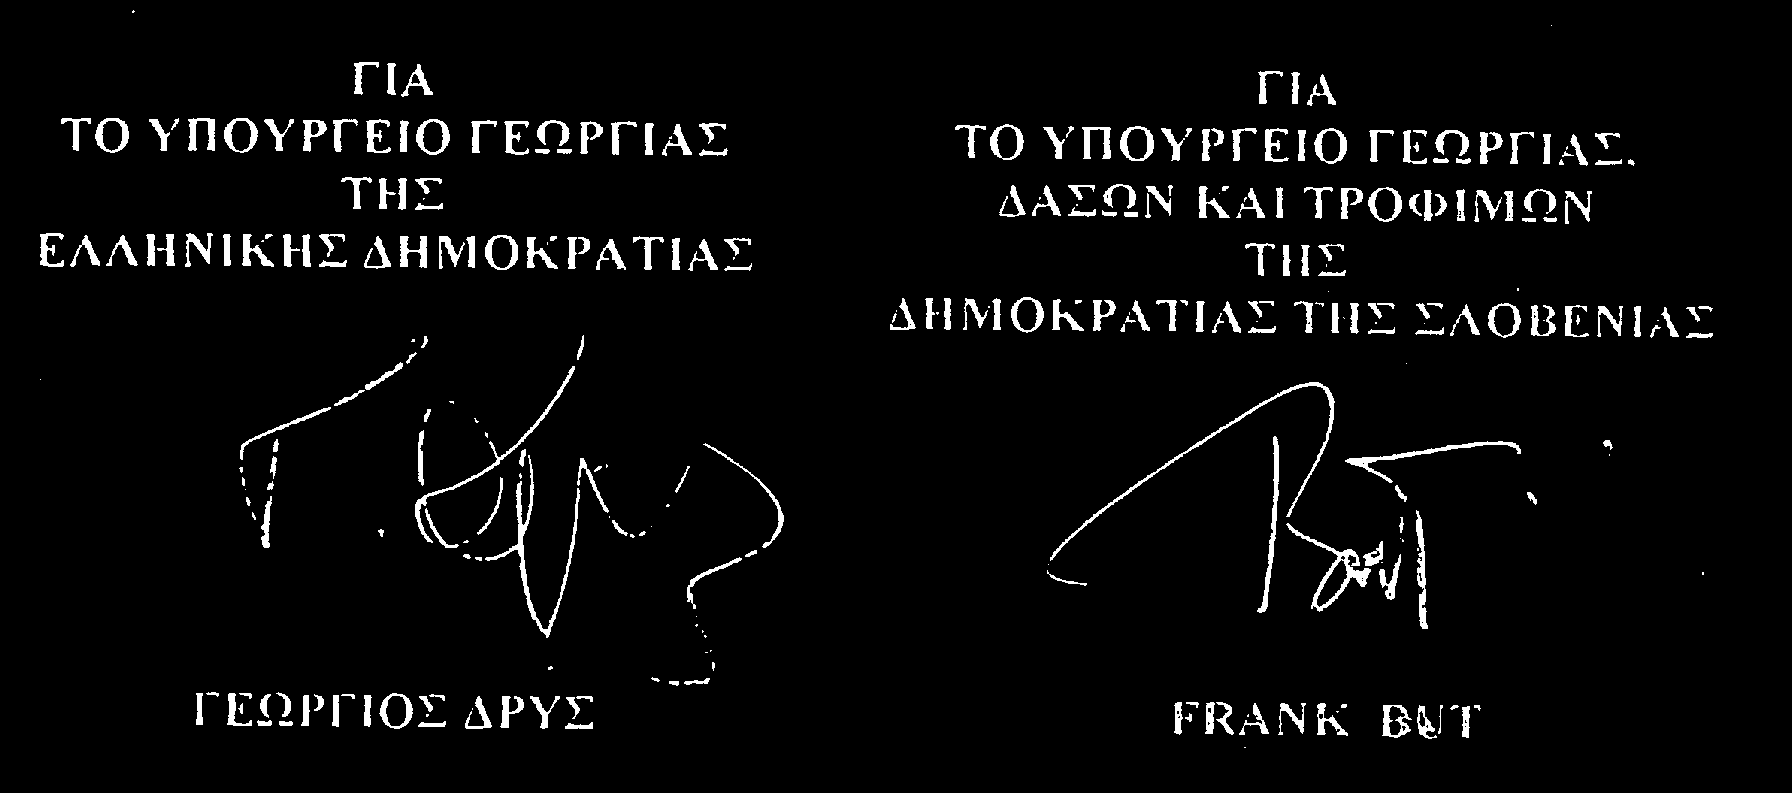 ΓΙΑ
ΤΟ ΥΠΟΥΡΓΕΙΟ ΓΕΩΡΓΙΑΣ
ΤΗΣ
ΕΛΛΗΝΙΚΗΣ ΔΗΜΟΚΡΑΤΙΑΣ
ΓΕΩΡΓΙΟΣ ΔΡΥΣ
ΓΙΑ
ΤΟ ΥΠΟΥΡΓΕΙΟ ΓΕΩΡΓΙΑΣ,
ΔΑΣΩΝ ΚΑΙ ΤΡΟΦΙΜΩΝ
ΤΗΣ
ΔΗΜΟΚΡΑΤΙΑΣ ΤΗΣ ΣΛΟΒΕΝΙΑΣ
FRANK BUT